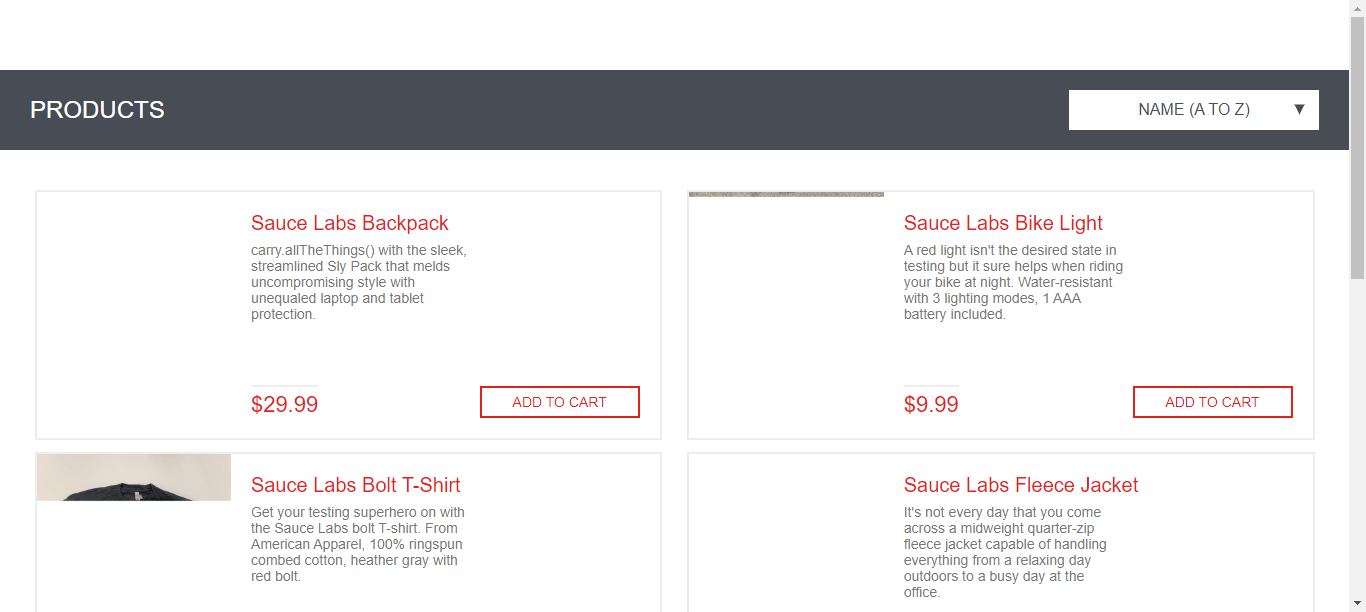 PRODUCTS
NAME (A TO Z)
Sauce Labs Backpack
carry.allTheThings() with the sleek,
streamlined Sly Pack that melds
uncompromising style with
unequaled laptop and tablet
protection.
$29.99
ADD TO CART
Sauce Labs Bike Light
A red light isn't the desired state in
testing but it sure helps when riding
your bike at night. Water-resistant
with 3 lighting modes, 1 AAA
battery included.
$9.99
ADD TO CART
Sauce Labs Bolt T-Shirt
Get your testing superhero on with
the Sauce Labs bolt T-shirt. From
American Apparel, 100% ringspun
combed cotton, heather gray with
red bolt.
Sauce Labs Fleece Jacket
It's not every day that you come
across a midweight quarter-zip
fleece jacket capable of handling
everything from a relaxing day
outdoors to a busy day at the
office.